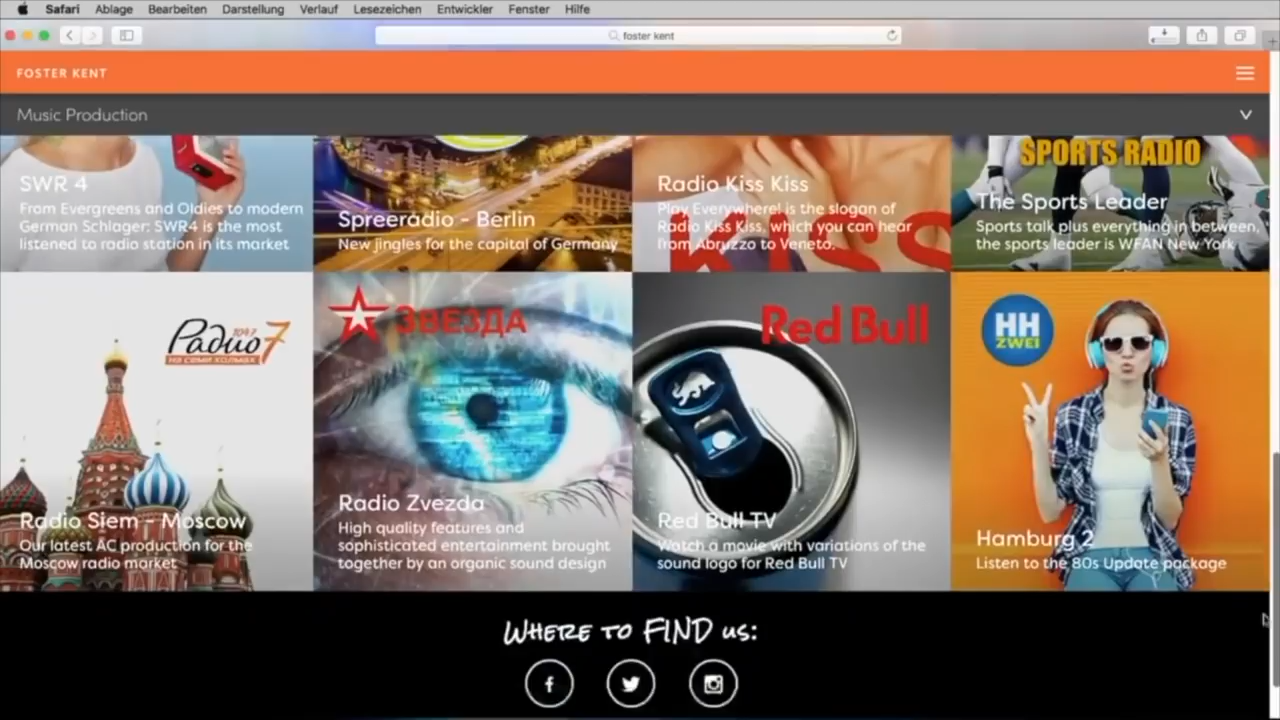 Safari Ablage Bearbeiten Darstellung Verlauf Lesezeichen Entwickler Fenster Hilfe
foster kent
FOSTER KENT
Music Production
SWR 4
From Evergreens and Oldies to modern
German Schlager: SWR4 is the most
listened to radio station in its market
Spreeradio - Berlin
New jingles for the capital of Germany
Radio Kiss Kiss
Play Everywhere! is the slogan of
Radio Kiss Kiss, which you can hear
from Abruzzo to Veneto.
KISS
SPORTS RADIO
The Sports Leader
Sports talk plus everything in between,
the sports leader is WFAN New York
Радио 7
104.7
НА СЕМИ ХОЛМАХ
Radio Siem - Moscow
Our latest AC production for the
Moscow radio market
ЗВЕЗДА
Radio Zvezda
High quality features and
sophisticated entertainment brought
together by an organic sound design
Red Bull
Red Bull TV
Watch a movie with variations of the
sound logo for Red Bull TV
HH
ZWEI
Hamburg 2
Listen to the 80s Update package
WHERE TO FIND US: